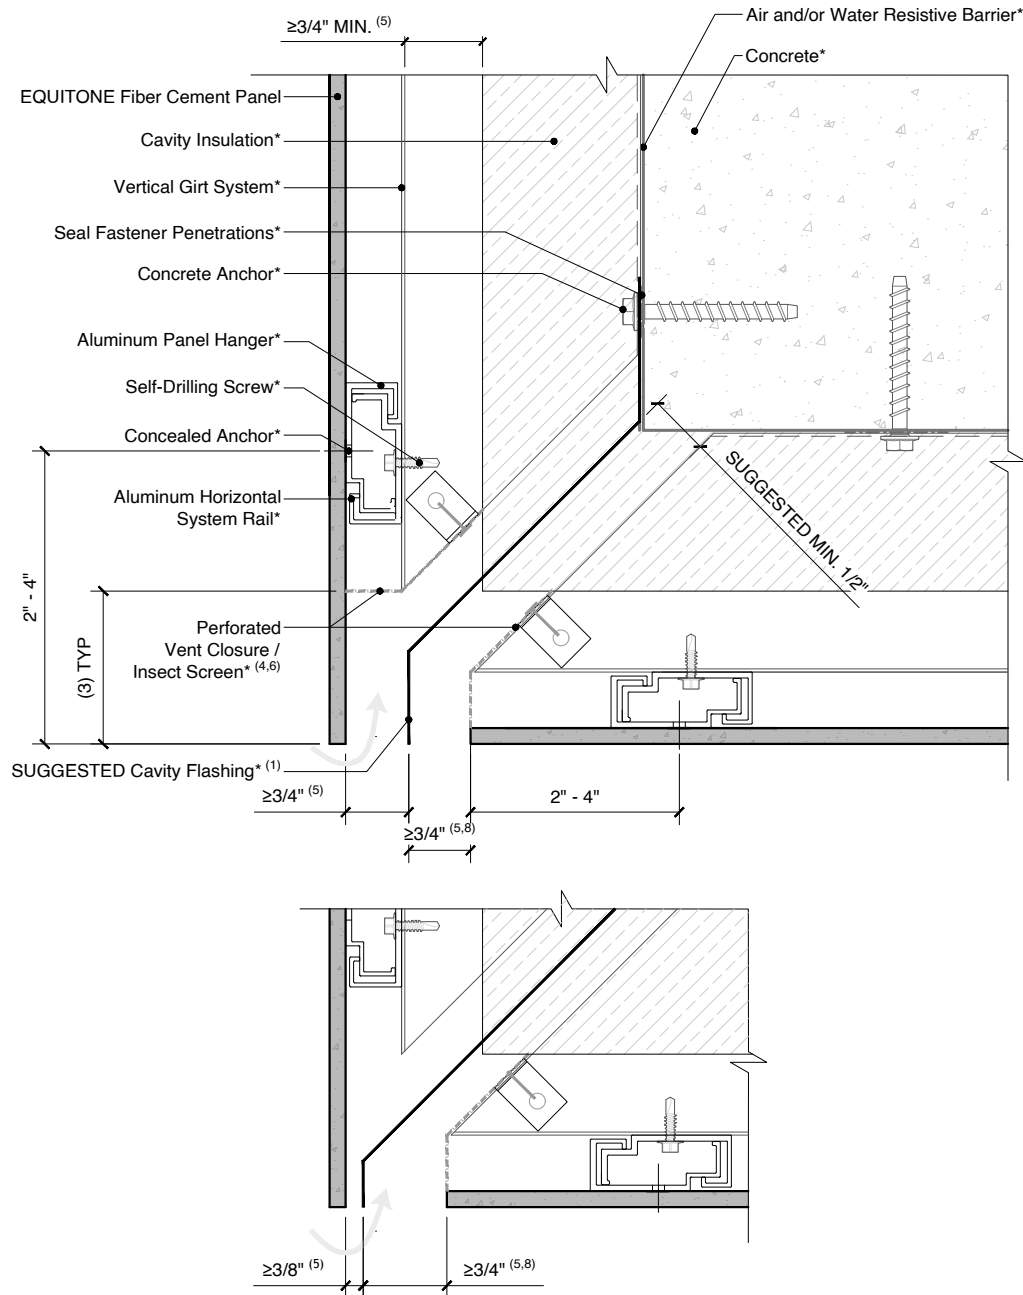 ≥3/4" MIN. (5)
Air and/or Water Resistive Barrier*
Concrete*
EQUITONE Fiber Cement Panel
Cavity Insulation*
Vertical Girt System*
Seal Fastener Penetrations*
Concrete Anchor*
Aluminum Panel Hanger*
Self-Drilling Screw*
Concealed Anchor*
Aluminum Horizontal
System Rail*
SUGGESTED MIN. 1/2"
2" - 4"
(3) TYP
Perforated
Vent Closure /
Insect Screen* (4,6)
SUGGESTED Cavity Flashing* (1)
≥3/4" (5)
2" - 4"
≥3/4" (5,8)
≥3/8" (5)
≥3/4" (5,8)